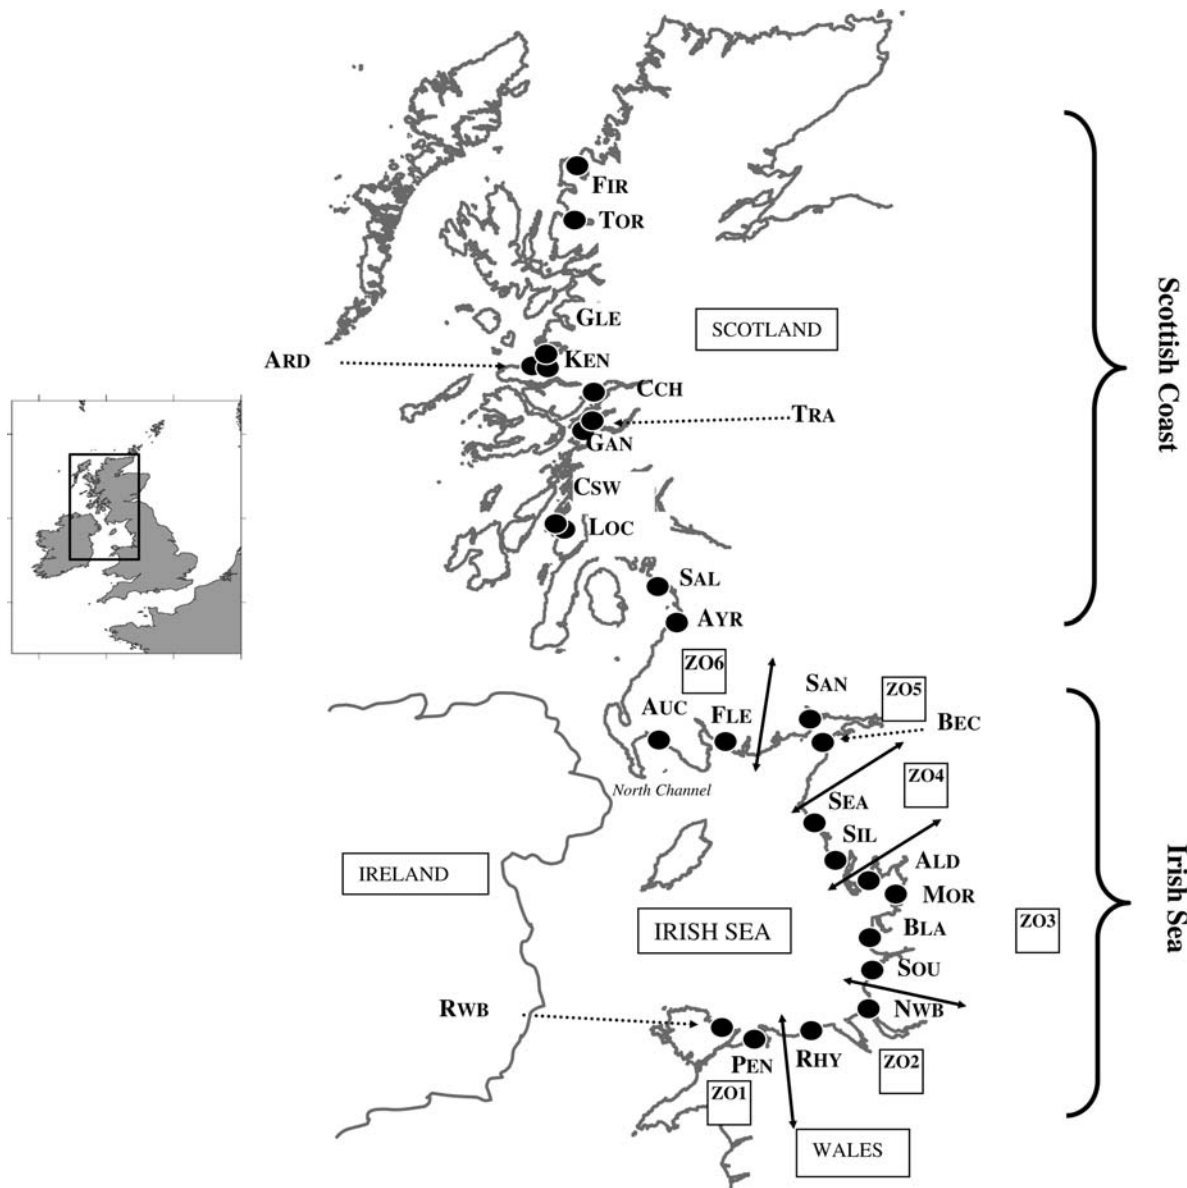 FIR
TOR
GLE
SCOTLAND
ARD
KEN
CCH
TRA
GAN
CSW
LOC
SAL
AYR
Scottish Coast
ZO6
SAN
ZO5
AUC
FLE
BEC
North Channel
ZO4
SEA
SIL
IRELAND
ALD
MOR
BLA
ZO3
IRISH SEA
SOU
RWB
NWB
PEN
RHY
ZO2
ZO1
WALES
Irish Sea